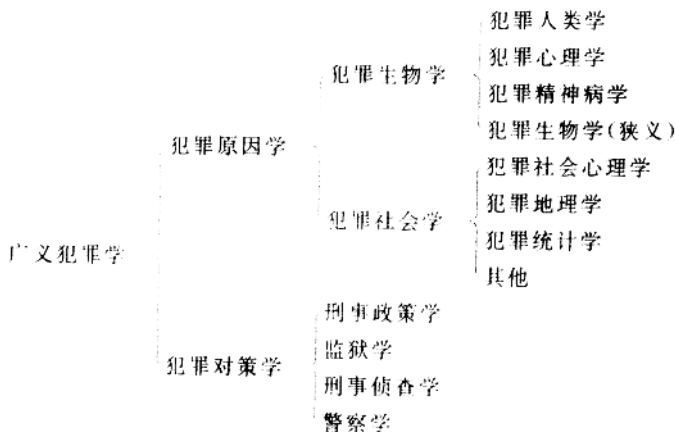 犯罪人类学
犯罪心理学
犯罪生物学
犯罪精神病学
犯罪生物学(狭义)
犯罪原因学
犯罪社会心理学
犯罪地理学
犯罪社会学
犯罪统计学
广义犯罪学
其他
刑事政策学
监狱学
犯罪对策学
刑事侦查学
警察学